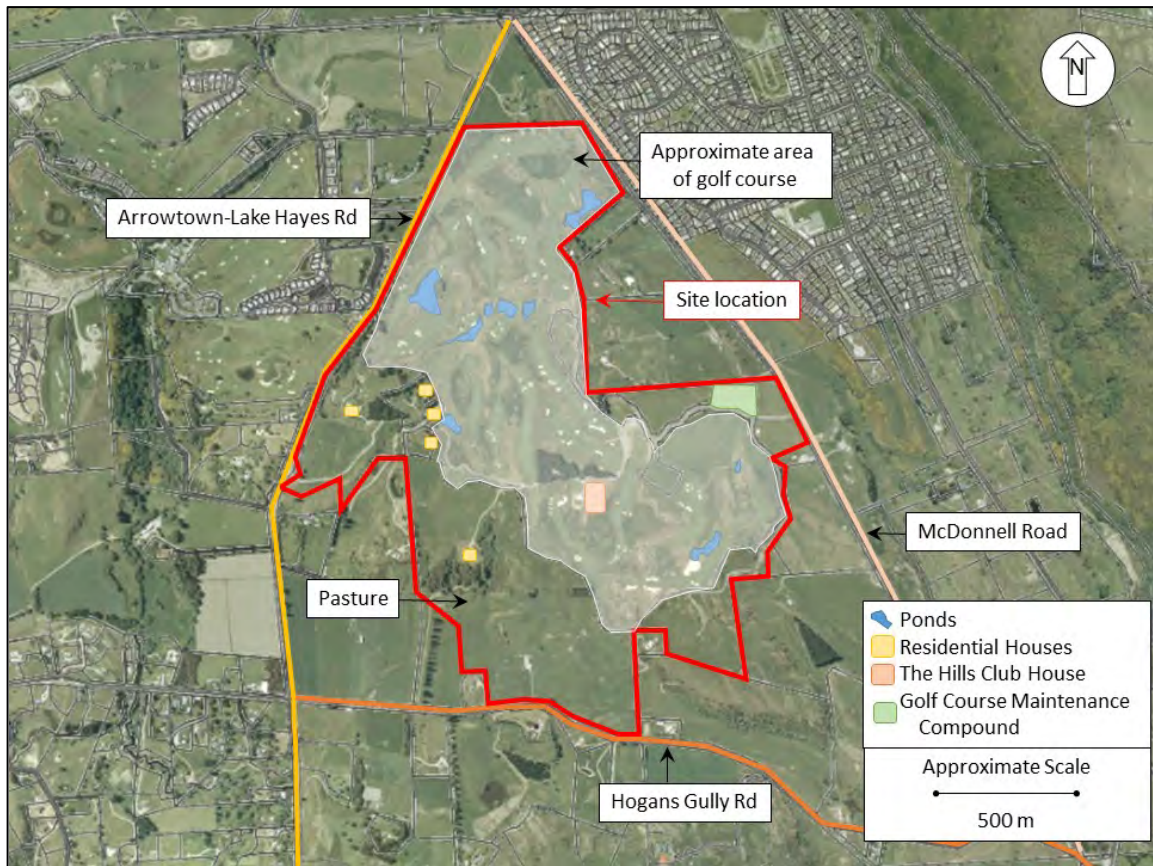 N
Approximate area
of golf course
Arrowtown-Lake Hayes Rd
Site location
McDonnell Road
Pasture
Ponds
Residential Houses
The Hills Club House
Golf Course Maintenance
Compound
Approximate Scale
500 m
Hogans Gully Rd